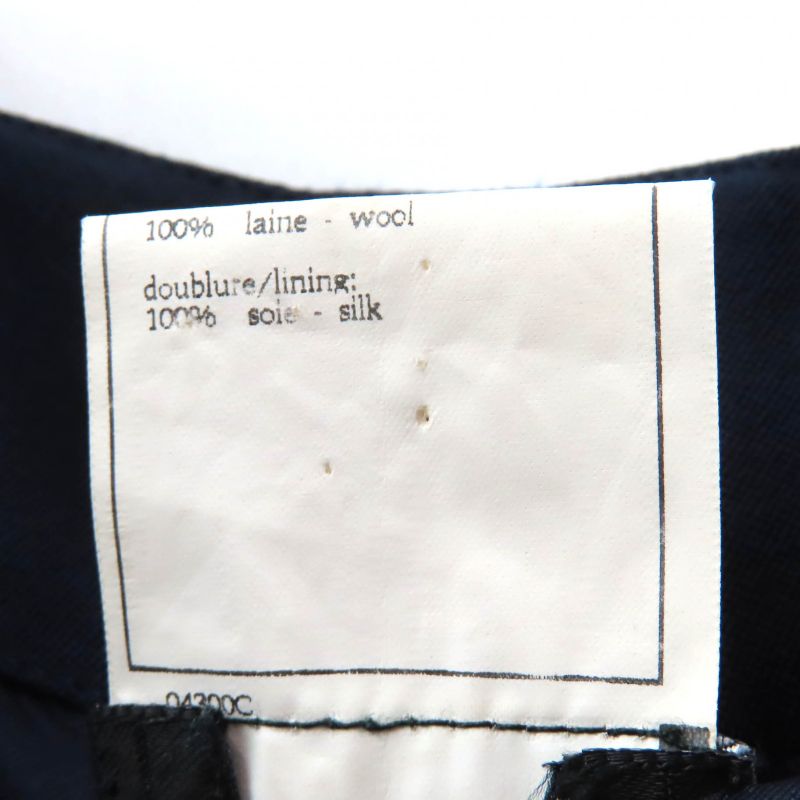 100% laine - wool
doublure/lining:
100% soie - silk
04300C